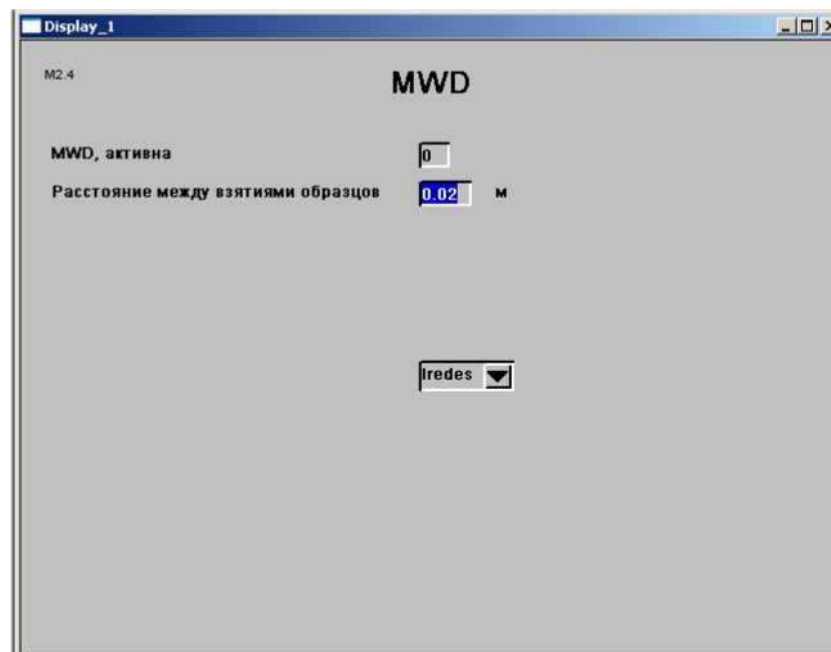 Display_1
M2.4
MWD
MWD, активна 0
Расстояние между взятиями образцов 0.02 м
Iredes